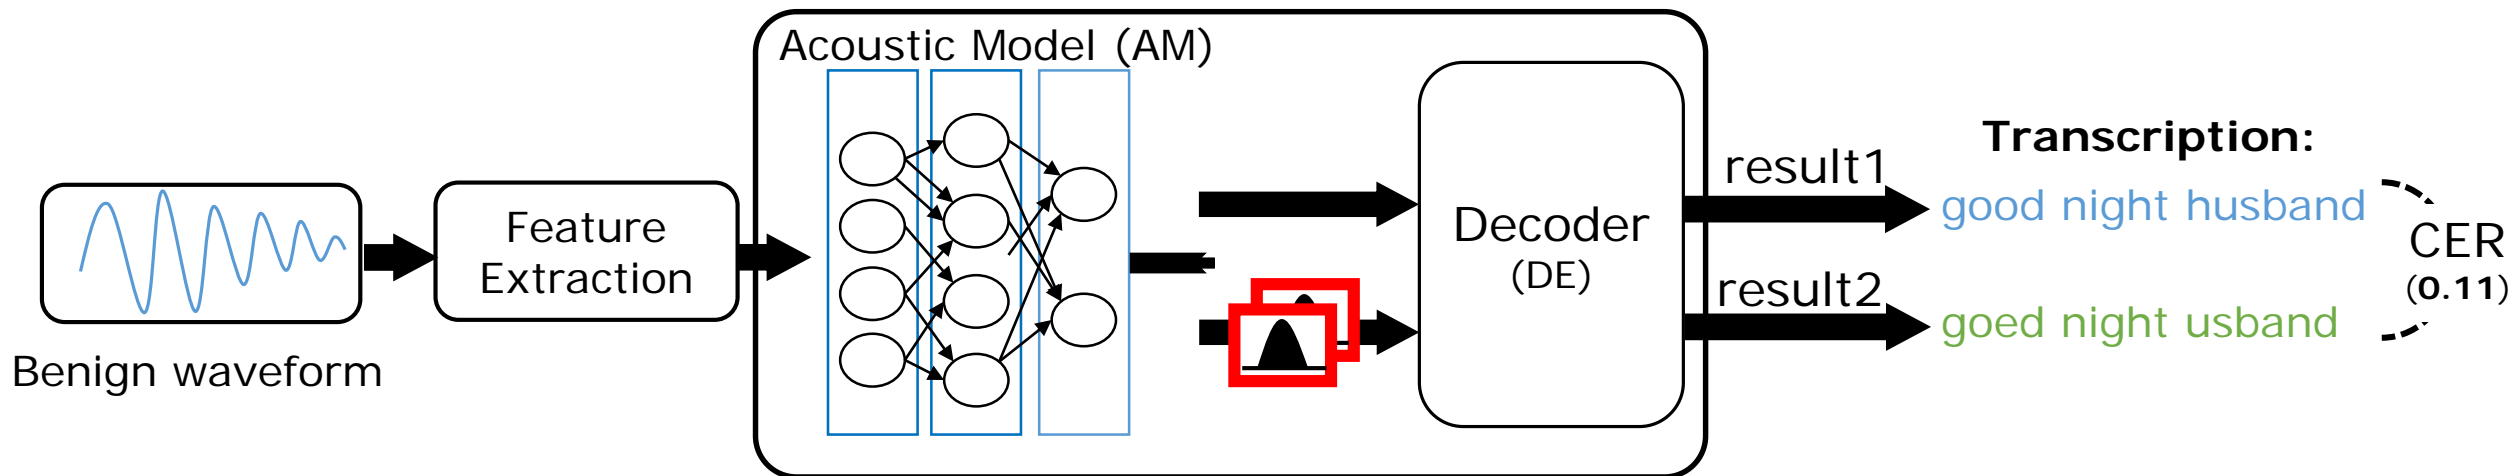 Acoustic Model (AM)
Benign waveform
Feature
Extraction
Decoder
(DE)
result1
result2
Transcription:
good night husband
goed night usband
CER
(0.11)